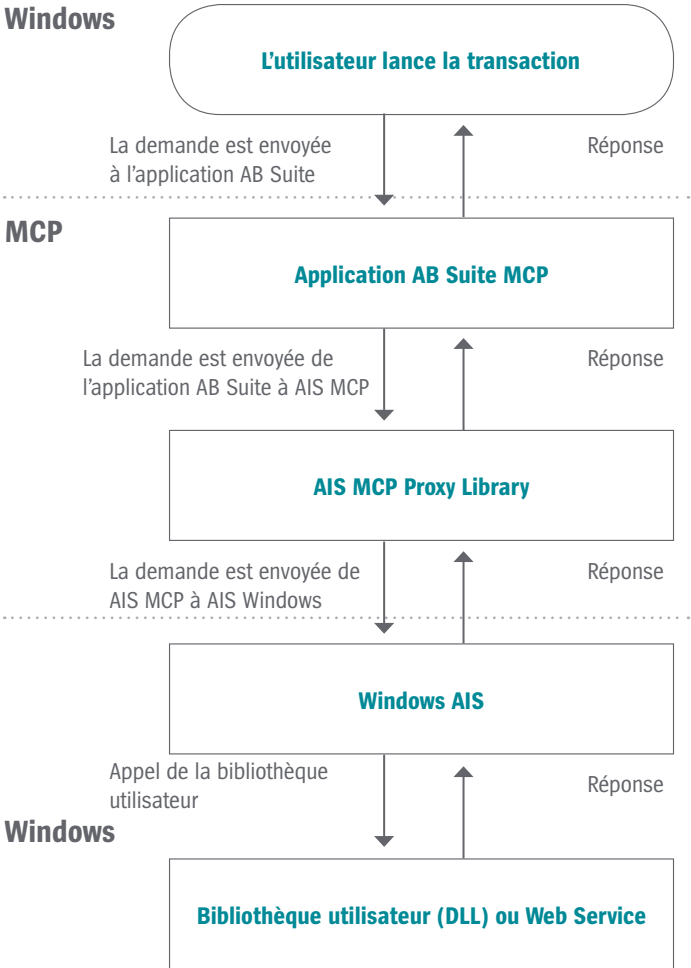 Windows
L'utilisateur lance la transaction
La demande est envoyée
à l'application AB Suite
Réponse
MCP
Application AB Suite MCP
La demande est envoyée de
l'application AB Suite à AIS MCP
Réponse
AIS MCP Proxy Library
La demande est envoyée de
AIS MCP à AIS Windows
Réponse
Windows AIS
Appel de la bibliothèque
utilisateur
Réponse
Windows
Bibliothèque utilisateur (DLL) ou Web Service